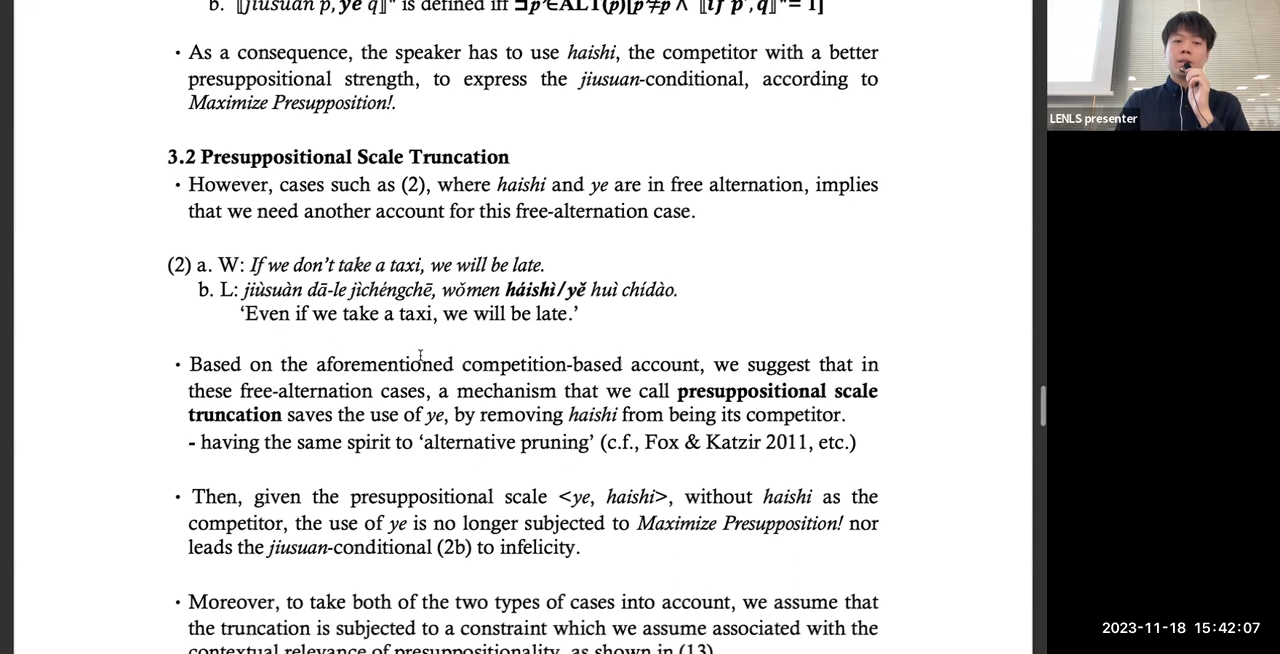 b. ⟦jiusuan p, ye q⟧ʷ is defined iff ∃p'∈ALT(p)[p'≠p ∧ ⟦if p', q⟧ʷ= 1]
· As a consequence, the speaker has to use haishi, the competitor with a better
presuppositional strength, to express the jiusuan-conditional, according to
Maximize Presupposition!.
3.2 Presuppositional Scale Truncation
· However, cases such as (2), where haishi and ye are in free alternation, implies
that we need another account for this free-alternation case.
(2) a. W: If we don't take a taxi, we will be late.
b. L: jiùsuàn dā-le jìchéngchē, wǒmen háishì/yě huì chídào.
'Even if we take a taxi, we will be late.'
· Based on the aforementioned competition-based account, we suggest that in
these free-alternation cases, a mechanism that we call presuppositional scale
truncation saves the use of ye, by removing haishi from being its competitor.
- having the same spirit to 'alternative pruning' (c.f., Fox & Katzir 2011, etc.)
· Then, given the presuppositional scale <ye, haishi>, without haishi as the
competitor, the use of ye is no longer subjected to Maximize Presupposition! nor
leads the jiusuan-conditional (2b) to infelicity.
· Moreover, to take both of the two types of cases into account, we assume that
the truncation is subjected to a constraint which we assume associated with the
contextual relevance of presuppositionality, as shown in (13).
LENLS presenter
2023-11-18 15:42:07